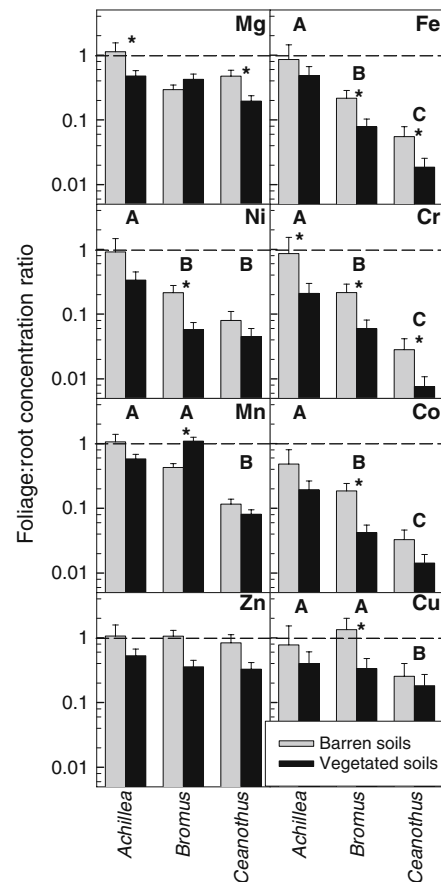 Foliage:root concentration ratio
Mg
1
0.1
0.01
*
*
Fe
A
B
*
C
*
Ni
1
0.1
0.01
A
B
*
B
Cr
A
*
B
*
C
*
Mn
1
0.1
0.01
A
A
*
B
Co
A
B
*
C
Zn
1
0.1
0.01
Cu
A
A
*
B
Barren soils
Vegetated soils
Achillea
Bromus
Ceanothus
Achillea
Bromus
Ceanothus